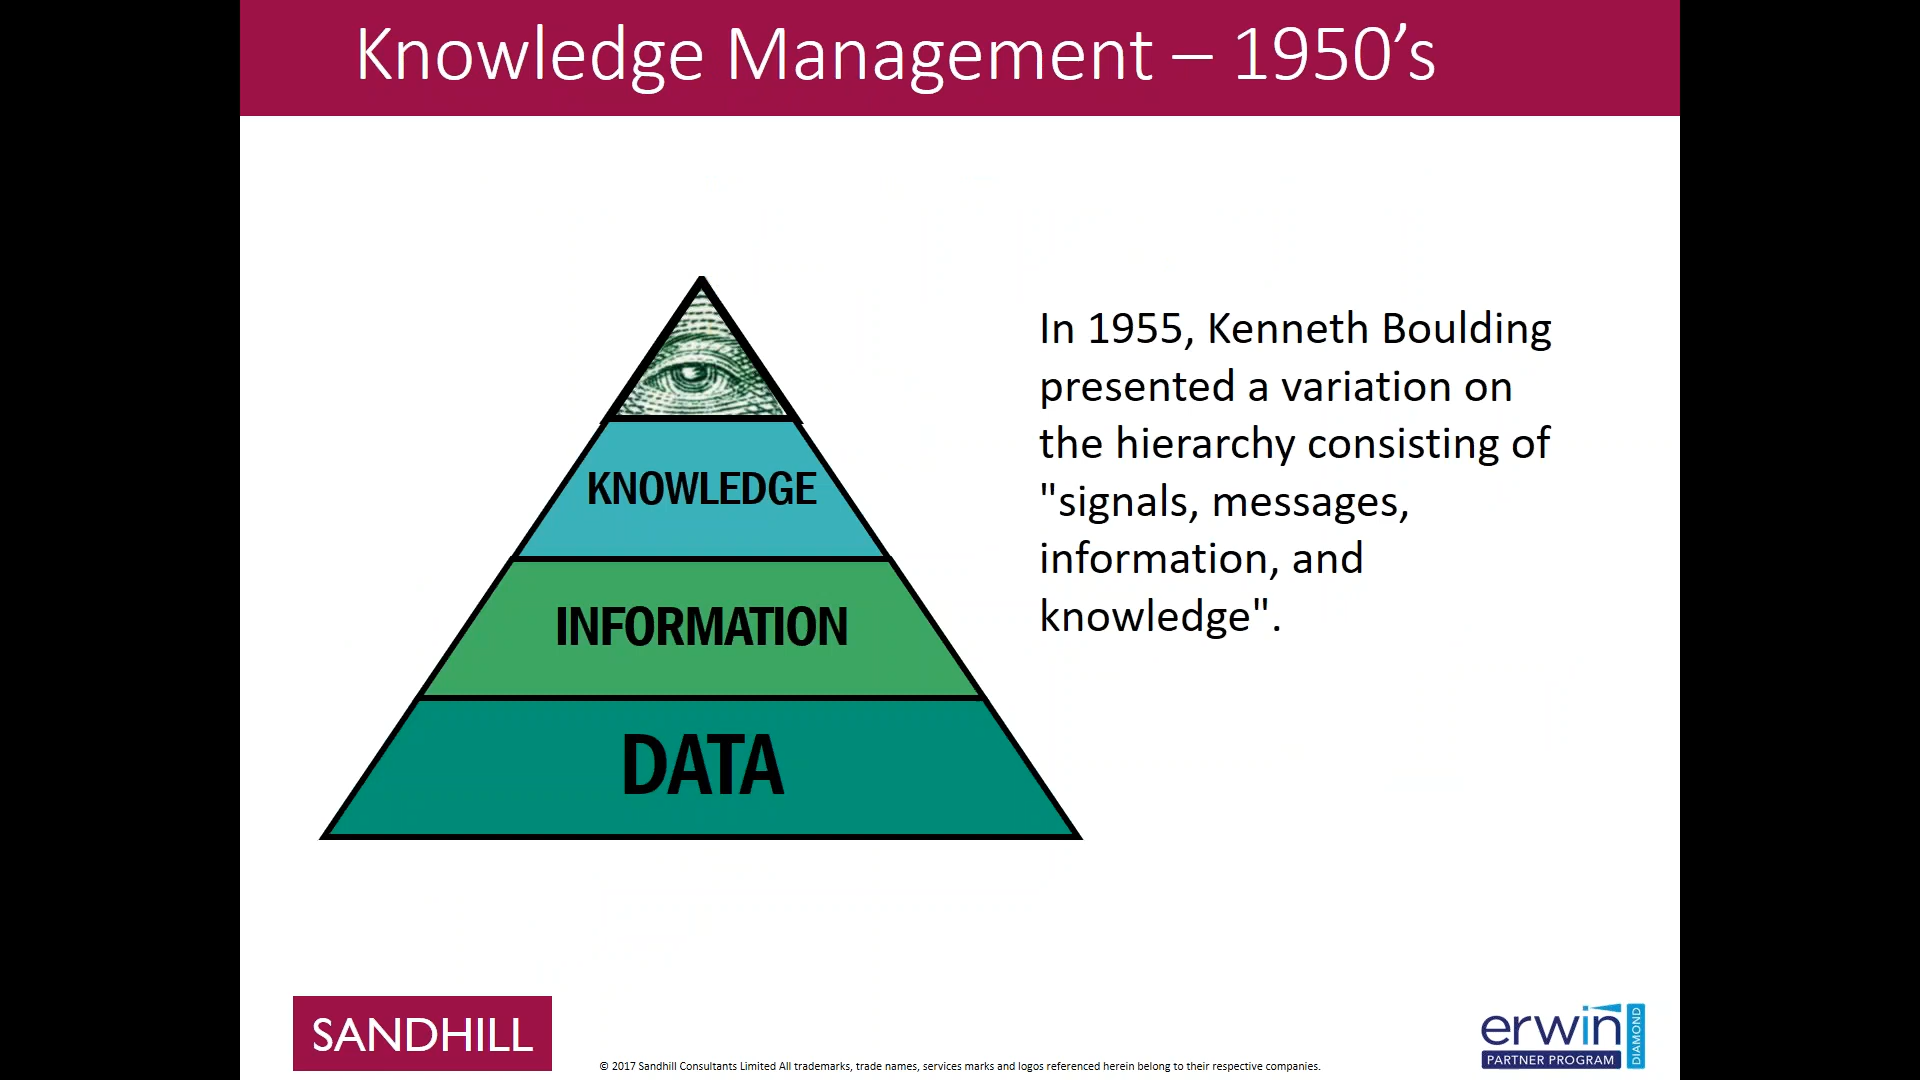 Knowledge Management – 1950’s
KNOWLEDGE
INFORMATION
DATA
In 1955, Kenneth Boulding
presented a variation on
the hierarchy consisting of
"signals, messages,
information, and
knowledge".
SANDHILL
© 2017 Sandhill Consultants Limited All trademarks, trade names, services marks and logos referenced herein belong to their respective companies.
erwin
PARTNER PROGRAM
DIAMOND